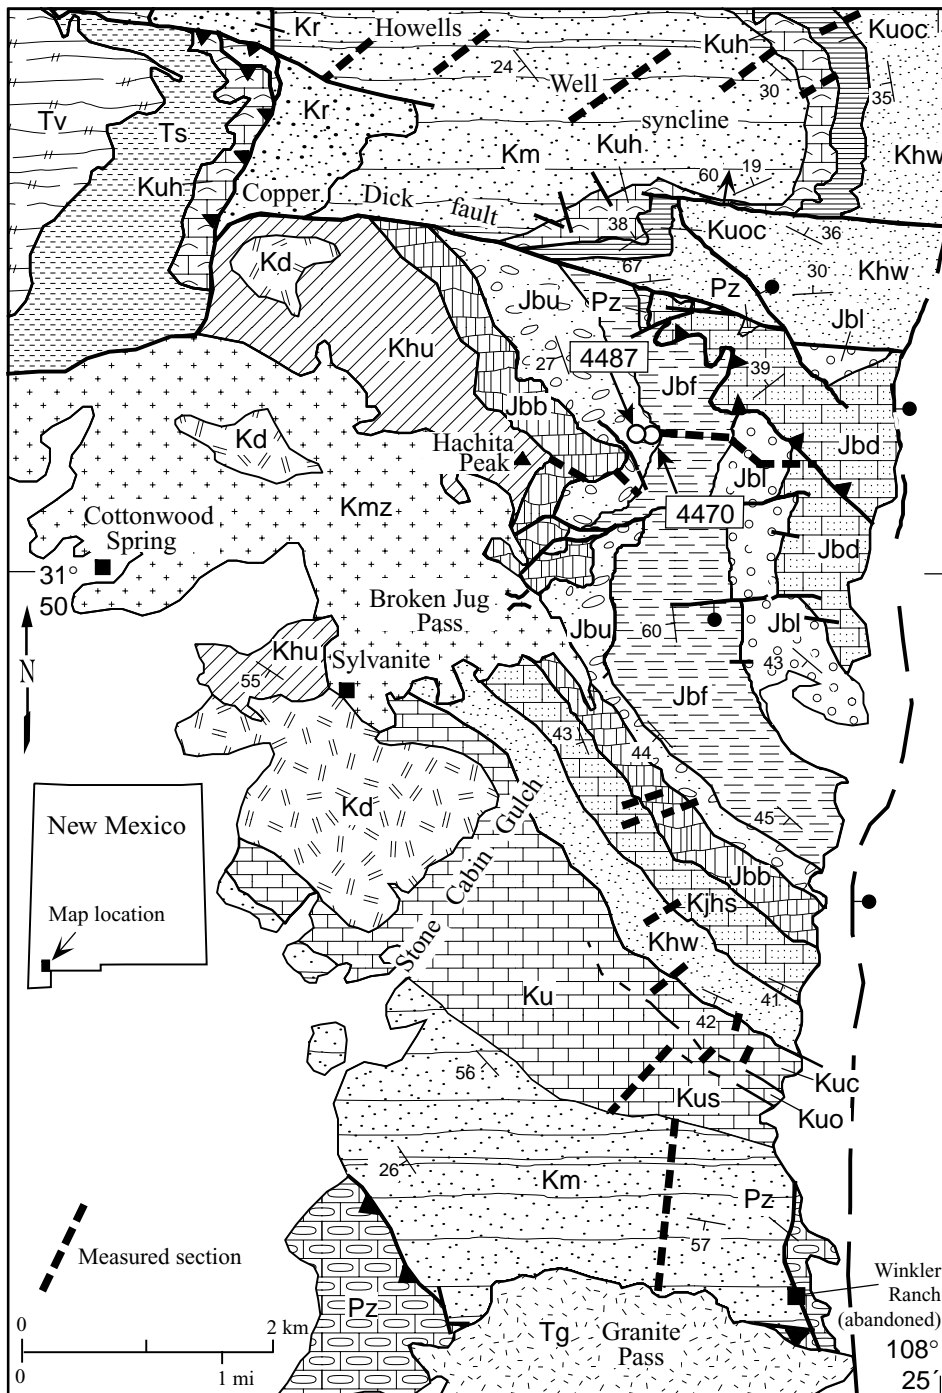 Kr
Howells
Kuh
Kuoc
24
Well
30
35
Tv
Ts
Kr
syncline
Km
Kuh
Khw
Kuh
Copper
Dick
fault
60
19
38
Kuoc
36
Kd
67
30
Khw
Jbu
Pz
Pz
Jbl
Khu
27
4487
39
Jbf
Jbb
Kd
Hachita
Peak
Jbd
Jbl
Kmz
4470
Cottonwood
Spring
Jbd
31°
50
Broken Jug
Pass
Jbu
60
Jbl
N
Khu
Sylvanite
43
55
Jbf
43
44
Kd
45
New Mexico
Stone Cabin Gulch
Jbb
Map location
Kjhs
Khw
Ku
41
42
56
Kuc
Kus
Kuo
26
Km
Pz
57
Measured section
Winkler
Ranch
(abandoned)
Pz
0
2 km
Tg
Granite
Pass
108°
0
1 mi
25´